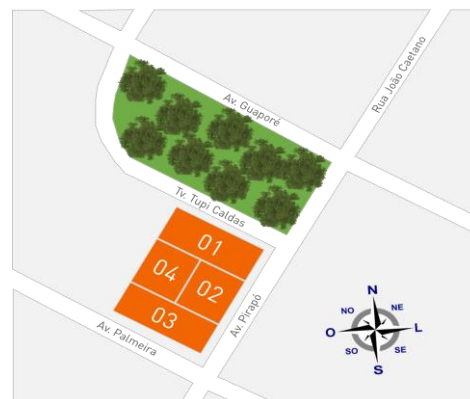 Av. Guaporé
Rua João Caetano
Tv. Tupi Caldas
01
04
02
03
Av. Pirapó
Av. Palmeira
N
NO
NE
O
L
SO
SE
S